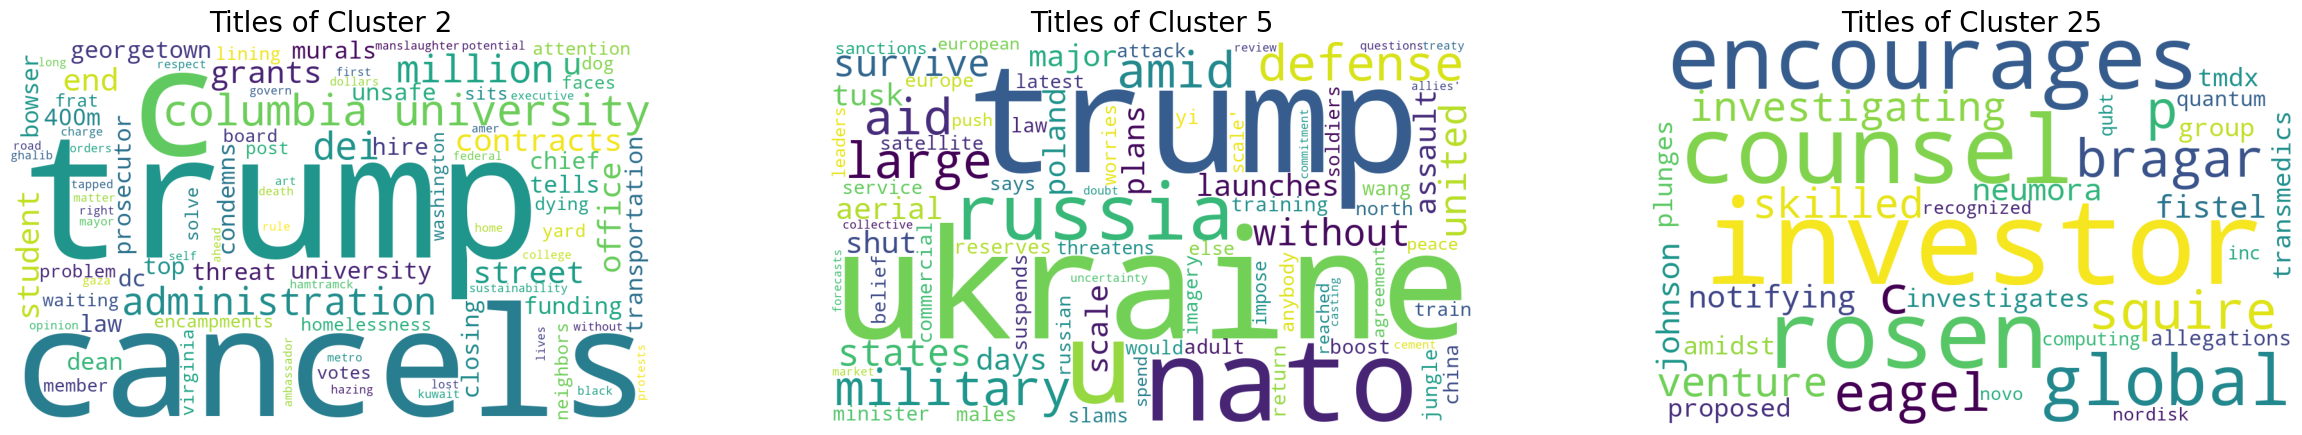 Titles of Cluster 2
georgetown lining murals manslaughter potential attention
long respect first million u dog
end grants dollars faces
bowser frat govern unsafe sits executive
400m c columbia university
charge prosecutor board dei hire amer contracts
road orders post federal chief
ghalib condemns washington tells
trump office transportation
tapped art dying
matter death
student right solve rule home yard
mayor ahead college
self
problem dc top threat university street
gaza hamtramck sustainability
waiting administration funding
opinion law encampments homelessness closing neighbors without
cancels
dean virginia ambassador metro lives protests
member votes lost
hazing kuwait black
Titles of Cluster 5
sanctions european major attack review questions treaty
survive latest amid defense allies
europe
tusk aid push law poland plans worries yi scale' commitment soldiers assault united
leaders satellite
large trump
service says doubt launches wang
aerial training north
collective russia without
shut reserves threatens else peace
ukraine
forecasts belief commercial uncertainty imagery impose anybody reached casting agreement
suspends russian scale train
states days u would adult boost cement
market military nato
spend return jungle china
minister males slams
Titles of Cluster 25
encourages tmdx
investigating qubt quantum
plunges counsel p group
bragar transmedics
neumora
skilled recognized fistel
investor
johnson inc
notifying c investigates squire
amidst rosen computing allegations
venture eagel novo global
proposed nordisk